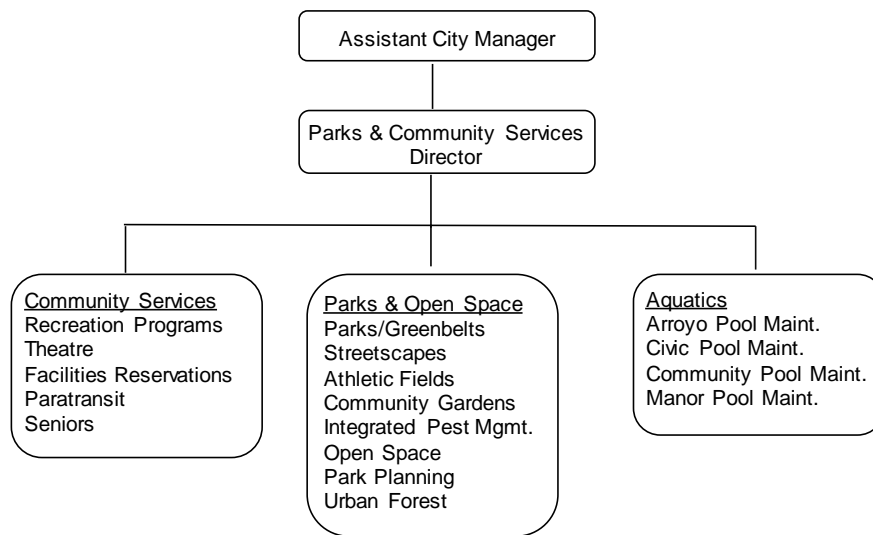 Assistant City Manager
Parks & Community Services
Director
Community Services
Recreation Programs
Theatre
Facilities Reservations
Paratransit
Seniors
Parks & Open Space
Parks/Greenbelts
Streetscapes
Athletic Fields
Community Gardens
Integrated Pest Mgmt.
Open Space
Park Planning
Urban Forest
Aquatics
Arroyo Pool Maint.
Civic Pool Maint.
Community Pool Maint.
Manor Pool Maint.